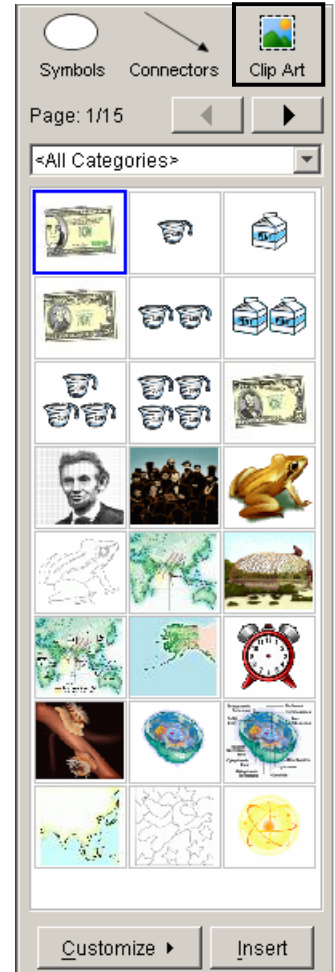 Symbols Connectors Clip Art
Page: 1/15
<All Categories>
Customize
Insert